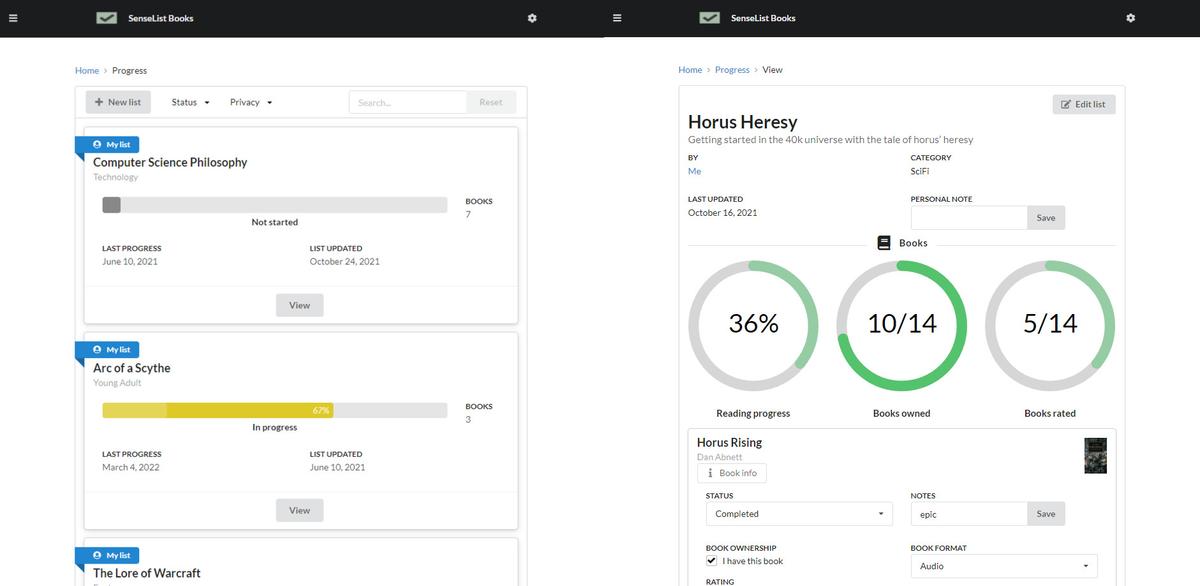 SenseList Books
Home › Progress
New list Status Privacy Search... Reset
My list
Computer Science Philosophy
Technology
BOOKS
7
Not started
LAST PROGRESS LIST UPDATED
June 10, 2021 October 24, 2021
View
My list
Arc of a Scythe
Young Adult
67%
BOOKS
3
In progress
LAST PROGRESS LIST UPDATED
March 4, 2022 June 10, 2021
View
My list
The Lore of Warcraft
SenseList Books
Home › Progress › View
Edit list
Horus Heresy
Getting started in the 40k universe with the tale of horus' heresy
BY CATEGORY
Me SciFi
LAST UPDATED PERSONAL NOTE
October 16, 2021 Save
Books
36% 10/14 5/14
Reading progress Books owned Books rated
Horus Rising
Dan Abnett
Book info
STATUS NOTES
Completed epic Save
BOOK OWNERSHIP BOOK FORMAT
I have this book Audio
RATING